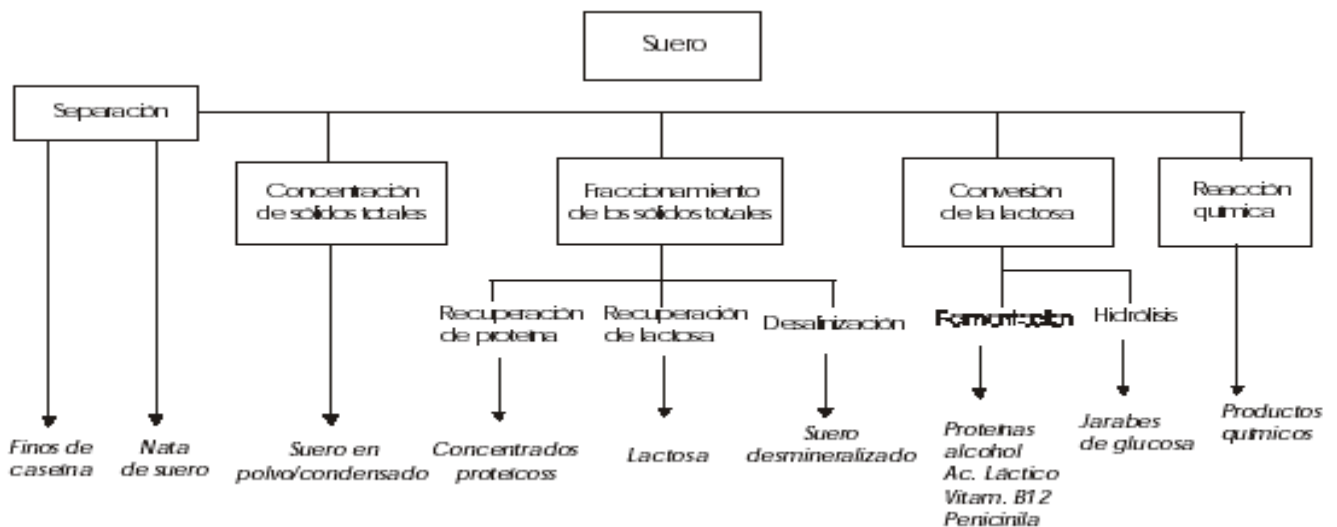 Suero
Separación
Concentración
de sólidos totales
Fraccionamiento
de los sólidos totales
Conversión
de la lactosa
Reacción
química
Recuperación
de proteína
Recuperación
de lactosa
Desalinización
Fermentación
Hidrólisis
Finos de
caseína
Nata
de suero
Suero en
polvo/condensado
Concentrados
proteícoss
Lactosa
Suero
desmineralizado
Proteínas
alcohol
Ac. Láctico
Vitam. B12
Penicinila
Jarabes
de glucosa
Productos
químicos